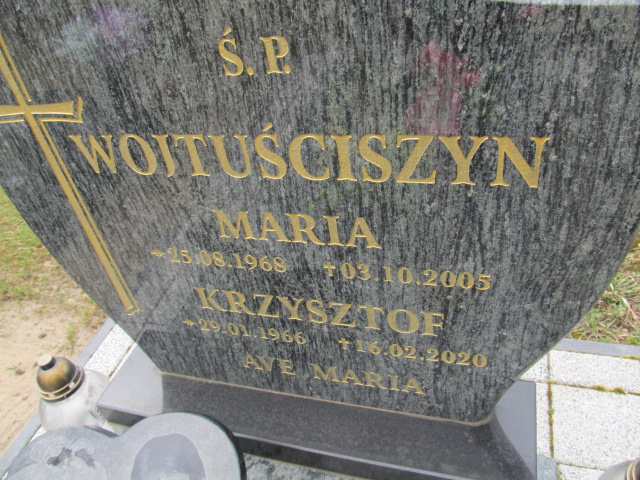 Ś. P.
WOJTUŚCISZYN
MARIA
*25.08.1968 †03.10.2005
KRZYSZTOF
*29.01.1966 †16.02.2020
AVE MARIA